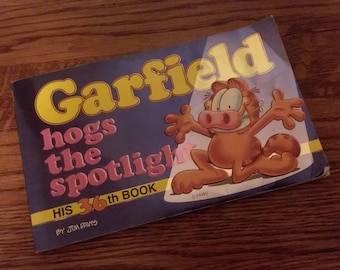 Garfield
hogs
the
spotlight
HIS 36th BOOK
BY JIM DAVIS